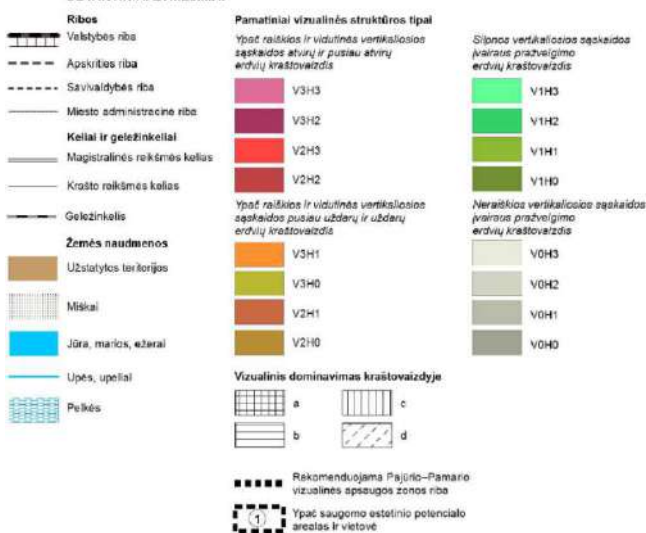 Ribos
Valstybės riba
Apskrities riba
Savivaldybės riba
Miesto administracinė riba
Keliai ir geležinkeliai
Magistralinės reikšmės kelias
Krašto reikšmės kelias
Geležinkelis
Žemės naudmenos
Užstatytos teritorijos
Miškai
Jūra, marios, ežerai
Upės, upeliai
Pelkės
Pamatiniai vizualinės struktūros tipai
Ypač raiškios ir vidutinės vertikaliosios
sąskaidos atvirų ir pusiau atvirų
erdvių kraštovaizdis
V3H3
V3H2
V2H3
V2H2
Ypač raiškios ir vidutinės vertikaliosios
sąskaidos pusiau uždarų ir uždarų
erdvių kraštovaizdis
V3H1
V3H0
V2H1
V2H0
Silpnos vertikaliosios sąskaidos
įvairaus pražvelgimo
erdvių kraštovaizdis
V1H3
V1H2
V1H1
V1H0
Neraiškios vertikaliosios sąskaidos
įvairaus pražvelgimo
erdvių kraštovaizdis
V0H3
V0H2
V0H1
V0H0
Vizualinis dominavimas kraštovaizdyje
a
c
b
d
Rekomenduojama Pajūrio–Pamario
vizualinės apsaugos zonos riba
1
Ypač saugomo estetinio potencialo
arealas ir vietovė